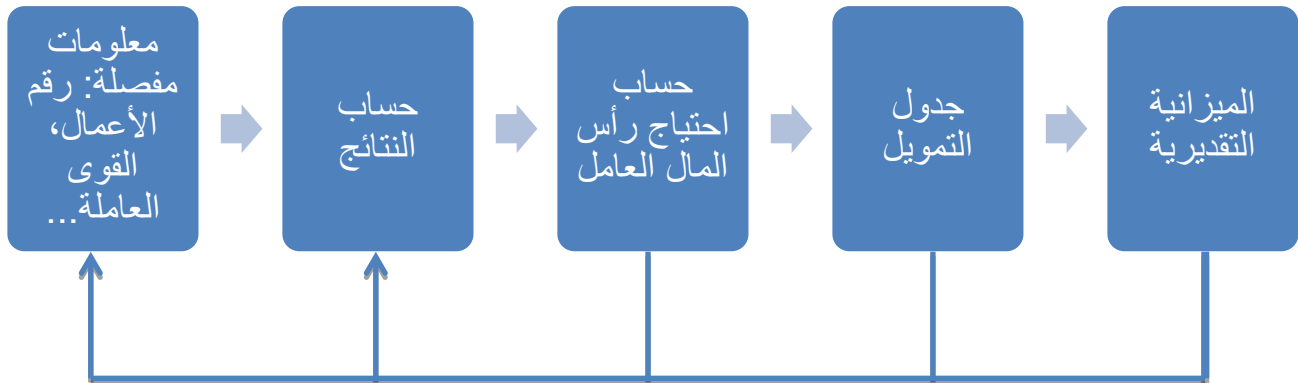 معلومات
مفصلة: رقم
الأعمال،
القوى
العاملة...
حساب
النتائج
حساب
احتياج رأس
المال العامل
جدول
التمويل
الميزانية
التقديرية